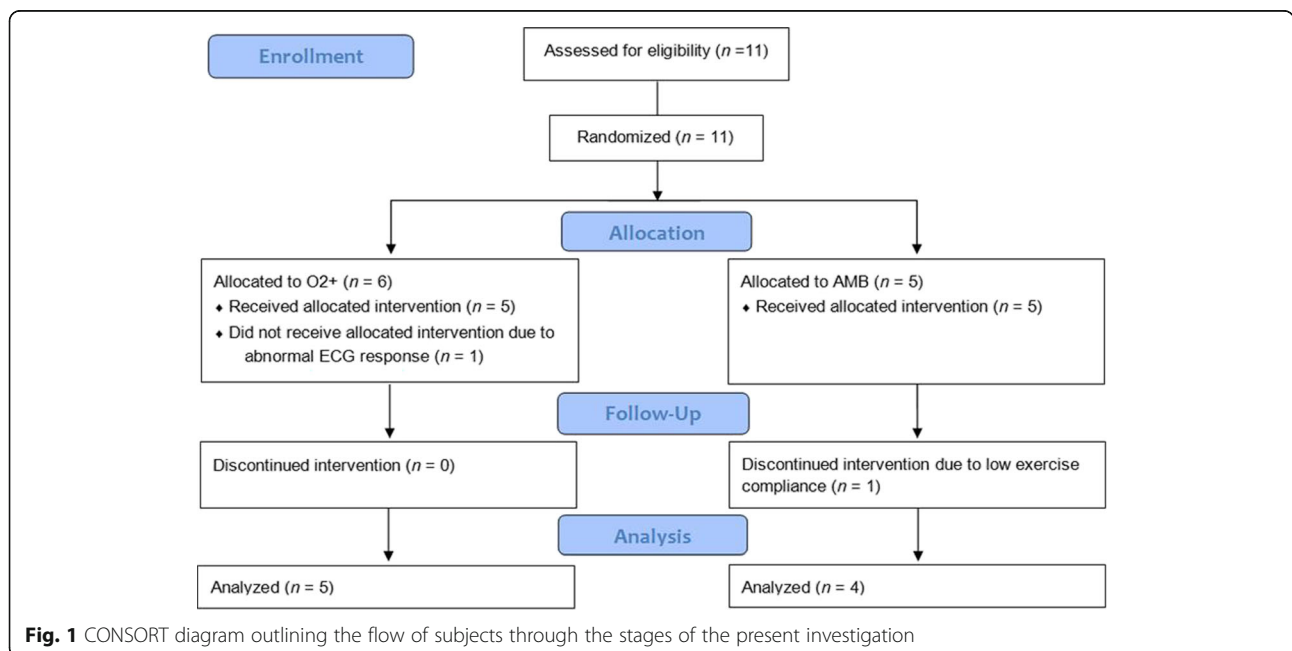 Enrollment
Assessed for eligibility (n =11)
Randomized (n = 11)
Allocation
Allocated to O2+ (n = 6)
♦ Received allocated intervention (n = 5)
♦ Did not receive allocated intervention due to
abnormal ECG response (n = 1)
Allocated to AMB (n = 5)
♦ Received allocated intervention (n = 5)
Follow-Up
Discontinued intervention (n = 0)
Discontinued intervention due to low exercise
compliance (n = 1)
Analysis
Analyzed (n = 5)
Analyzed (n = 4)
Fig. 1 CONSORT diagram outlining the flow of subjects through the stages of the present investigation